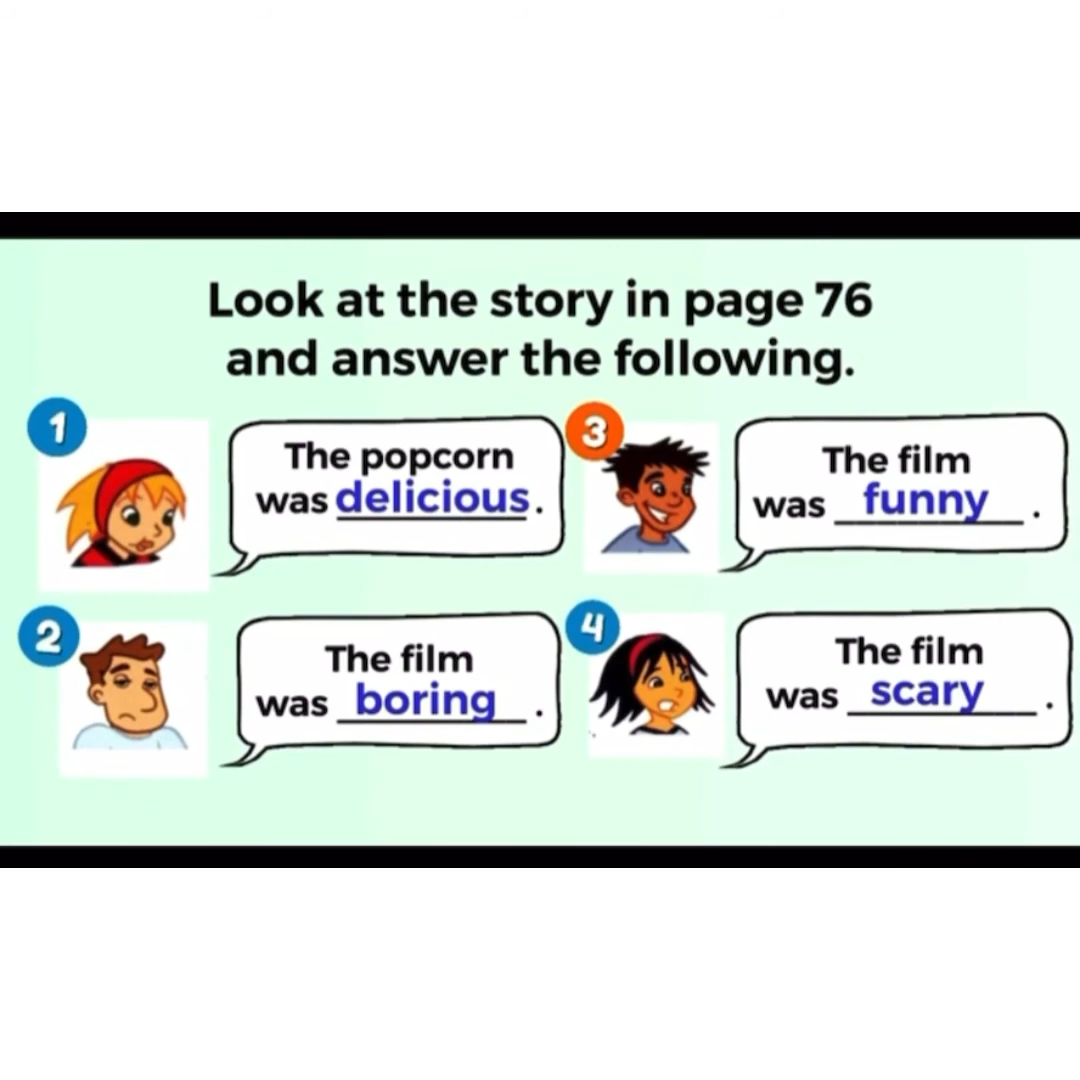 Look at the story in page 76
and answer the following.
1
The popcorn
was delicious.
2
The film
was boring.
3
The film
was funny.
4
The film
was scary.